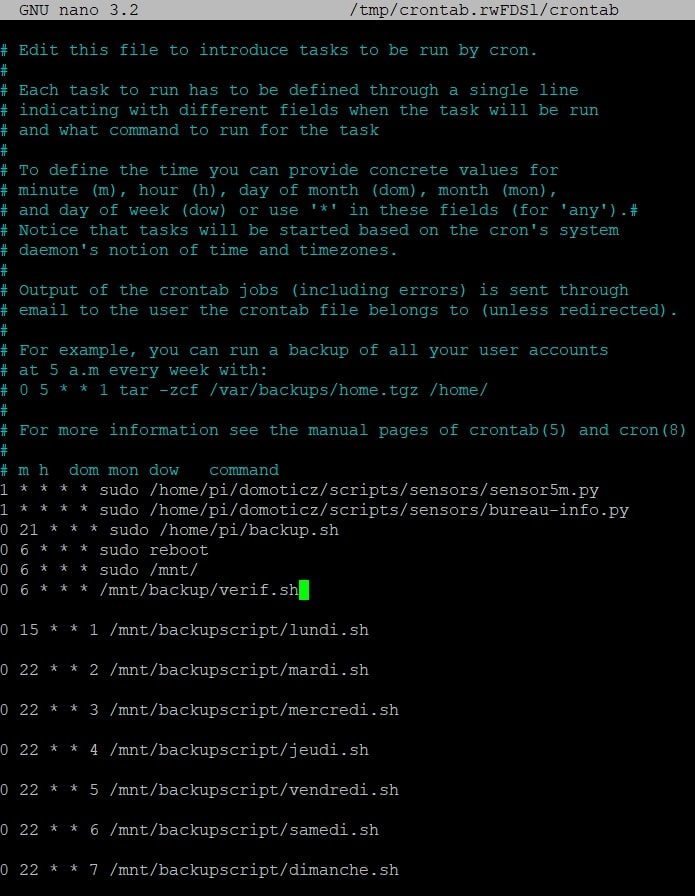 GNU nano 3.2 /tmp/crontab.rwFDSl/crontab
# Edit this file to introduce tasks to be run by cron.
#
# Each task to run has to be defined through a single line
# indicating with different fields when the task will be run
# and what command to run for the task
#
# To define the time you can provide concrete values for
# minute (m), hour (h), day of month (dom), month (mon),
# and day of week (dow) or use '*' in these fields (for 'any').#
# Notice that tasks will be started based on the cron's system
# daemon's notion of time and timezones.
#
# Output of the crontab jobs (including errors) is sent through
# email to the user the crontab file belongs to (unless redirected).
#
# For example, you can run a backup of all your user accounts
# at 5 a.m every week with:
# 0 5 * * 1 tar -zcf /var/backups/home.tgz /home/
#
# For more information see the manual pages of crontab(5) and cron(8)
#
# m h  dom mon dow   command
1 * * * * sudo /home/pi/domoticz/scripts/sensors/sensor5m.py
1 * * * * sudo /home/pi/domoticz/scripts/sensors/bureau-info.py
0 21 * * * sudo /home/pi/backup.sh
0 6 * * * sudo reboot
0 6 * * * sudo /mnt/
0 6 * * * /mnt/backup/verif.sh
0 15 * * 1 /mnt/backupscript/lundi.sh
0 22 * * 2 /mnt/backupscript/mardi.sh
0 22 * * 3 /mnt/backupscript/mercredi.sh
0 22 * * 4 /mnt/backupscript/jeudi.sh
0 22 * * 5 /mnt/backupscript/vendredi.sh
0 22 * * 6 /mnt/backupscript/samedi.sh
0 22 * * 7 /mnt/backupscript/dimanche.sh